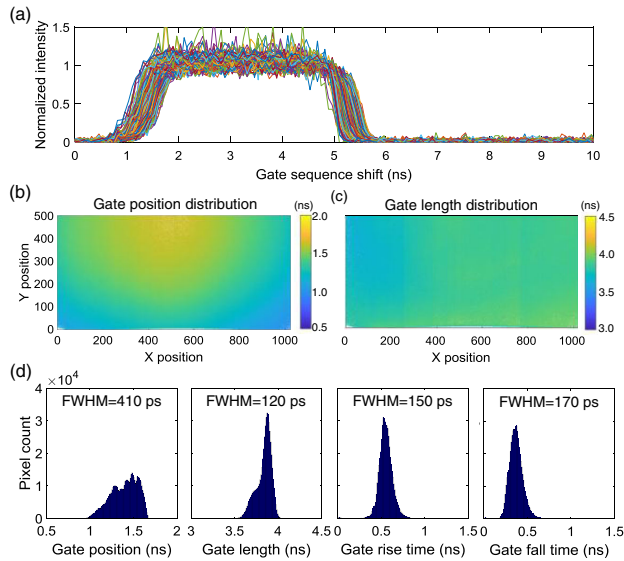 (a)
1.5
1
0.5
0
Normalized intensity
0 1 2 3 4 5 6 7 8 9 10
Gate sequence shift (ns)
(b)
Gate position distribution
(ns)
500
400
300
200
100
0
Y position
0 200 400 600 800 1000
X position
2.0
1.5
1.0
0.5
(c)
Gate length distribution
(ns)
0 200 400 600 800 1000
X position
4.5
4.0
3.5
3.0
(d)
×10⁴
4
3
2
1
0
Pixel count
FWHM=410 ps
0.5 1 1.5 2
Gate position (ns)
FWHM=120 ps
3 3.5 4 4.5
Gate length (ns)
FWHM=150 ps
0 0.5 1 1.5
Gate rise time (ns)
FWHM=170 ps
0 0.5 1 1.5
Gate fall time (ns)